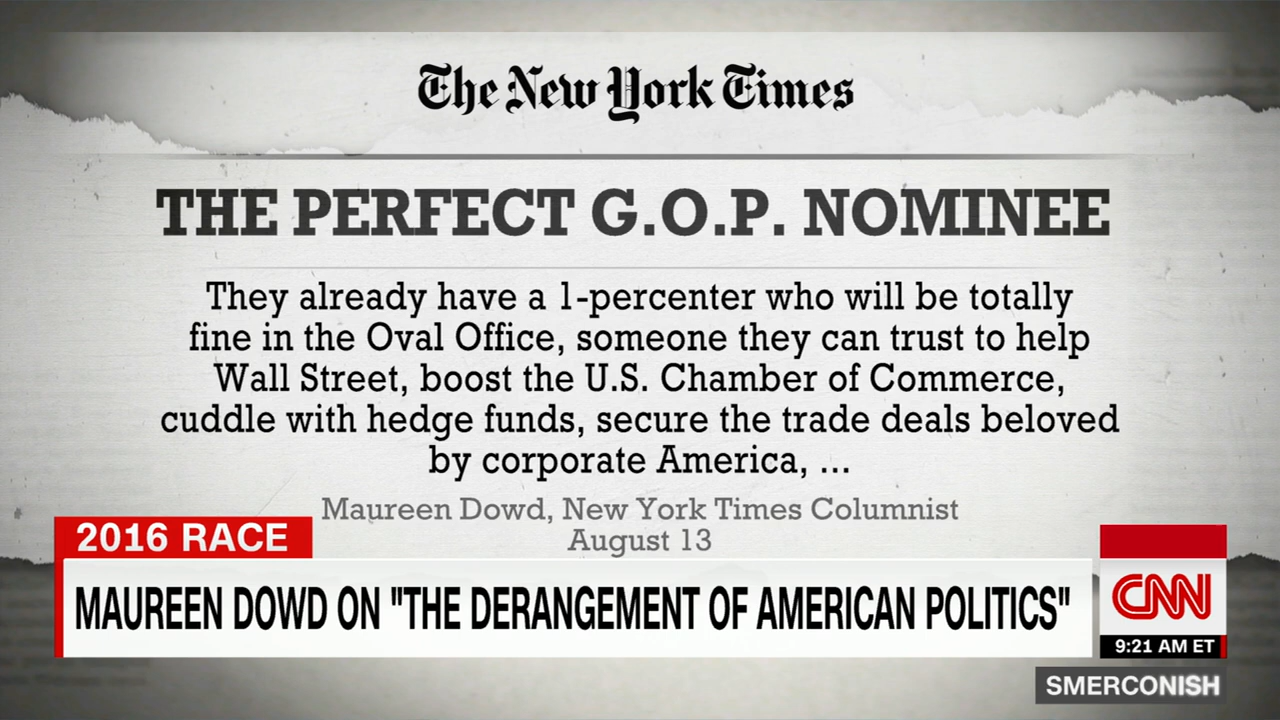 The New York Times
THE PERFECT G.O.P. NOMINEE
They already have a 1-percenter who will be totally
fine in the Oval Office, someone they can trust to help
Wall Street, boost the U.S. Chamber of Commerce,
cuddle with hedge funds, secure the trade deals beloved
by corporate America, ...
Maureen Dowd, New York Times Columnist
August 13
2016 RACE
MAUREEN DOWD ON "THE DERANGEMENT OF AMERICAN POLITICS"
CNN
9:21 AM ET
SMERCONISH